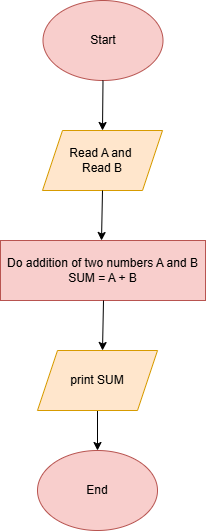 Start
Read A and
Read B
Do addition of two numbers A and B
SUM = A + B
print SUM
End